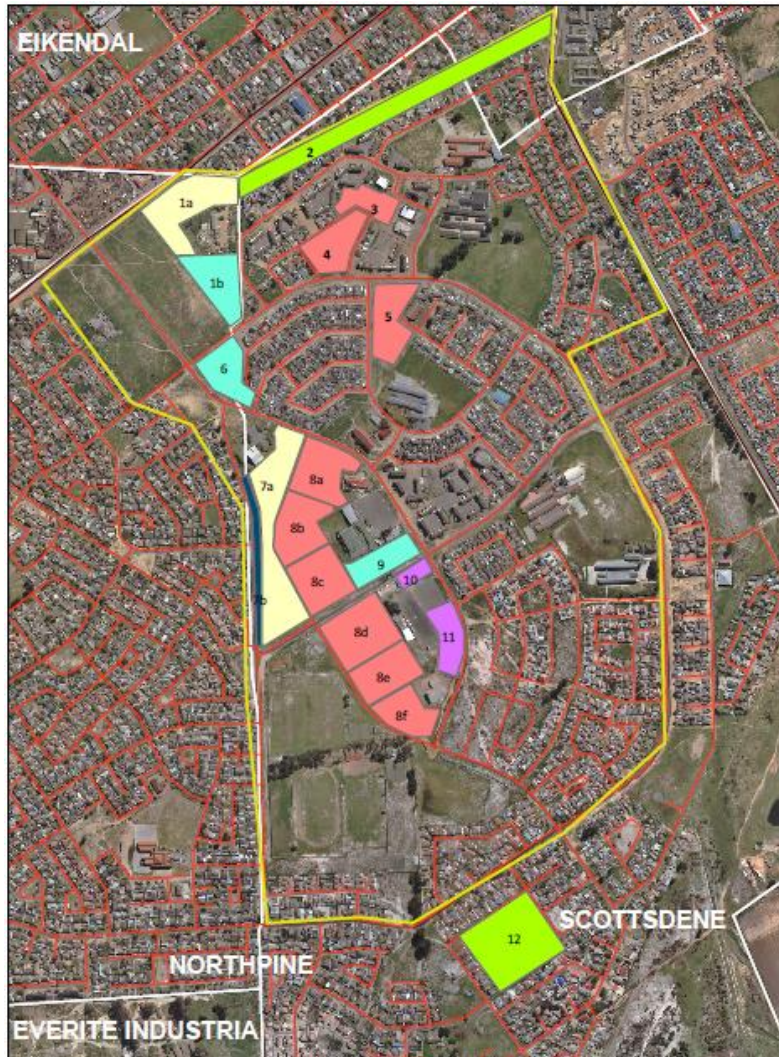 EIKENDAL
2
1a
3
4
1b
5
6
7a
8a
8b
9
8c
10
7b
8d
11
8e
8f
12
SCOTTSDENE
NORTHPINE
EVERITE INDUSTRIA